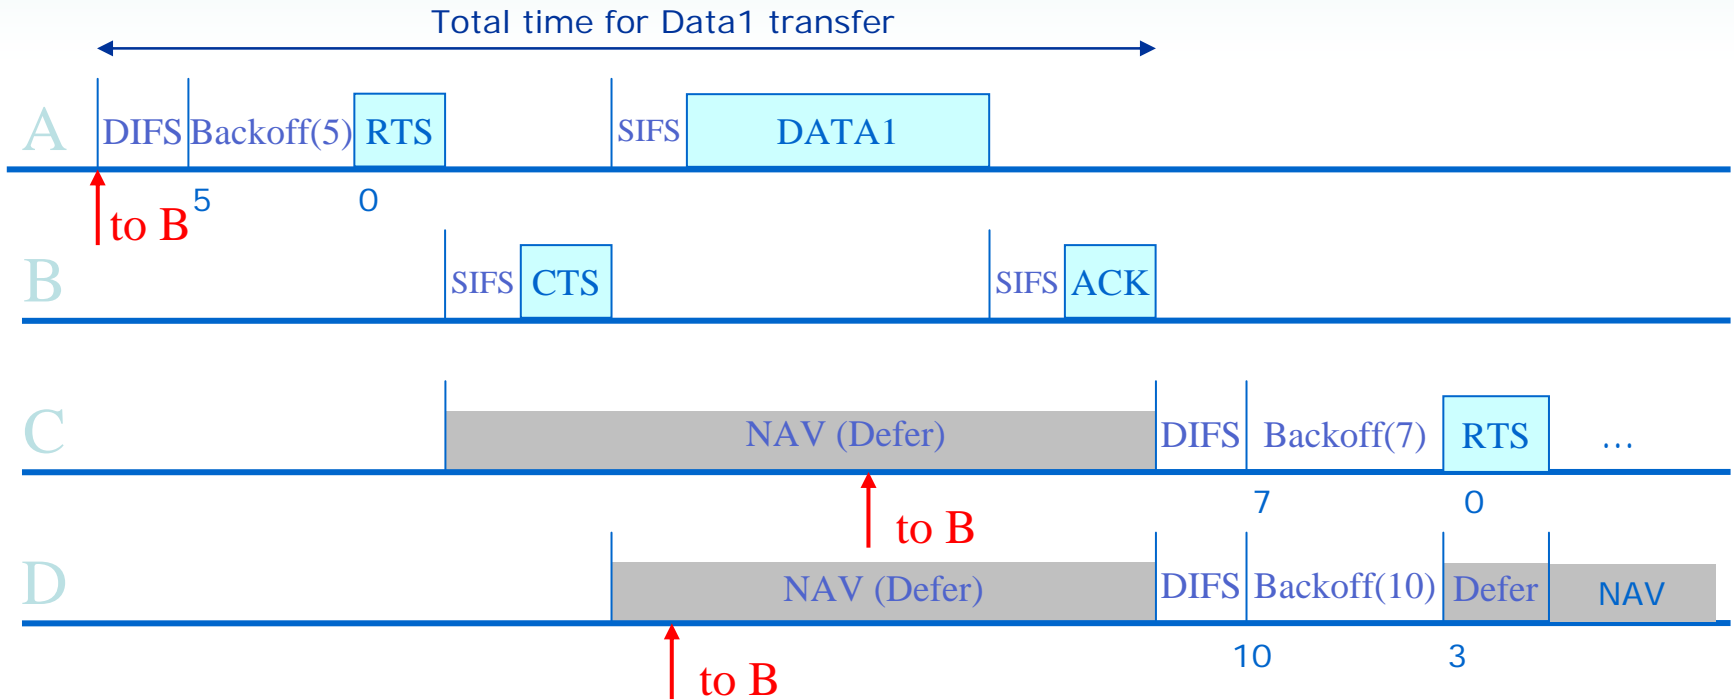 Total time for Data1 transfer
A DIFS Backoff(5) RTS SIFS DATA1
5 0
to B
B SIFS CTS SIFS ACK
C NAV (Defer) DIFS Backoff(7) RTS ...
7 0
to B
D NAV (Defer) DIFS Backoff(10) Defer NAV
10 3
to B